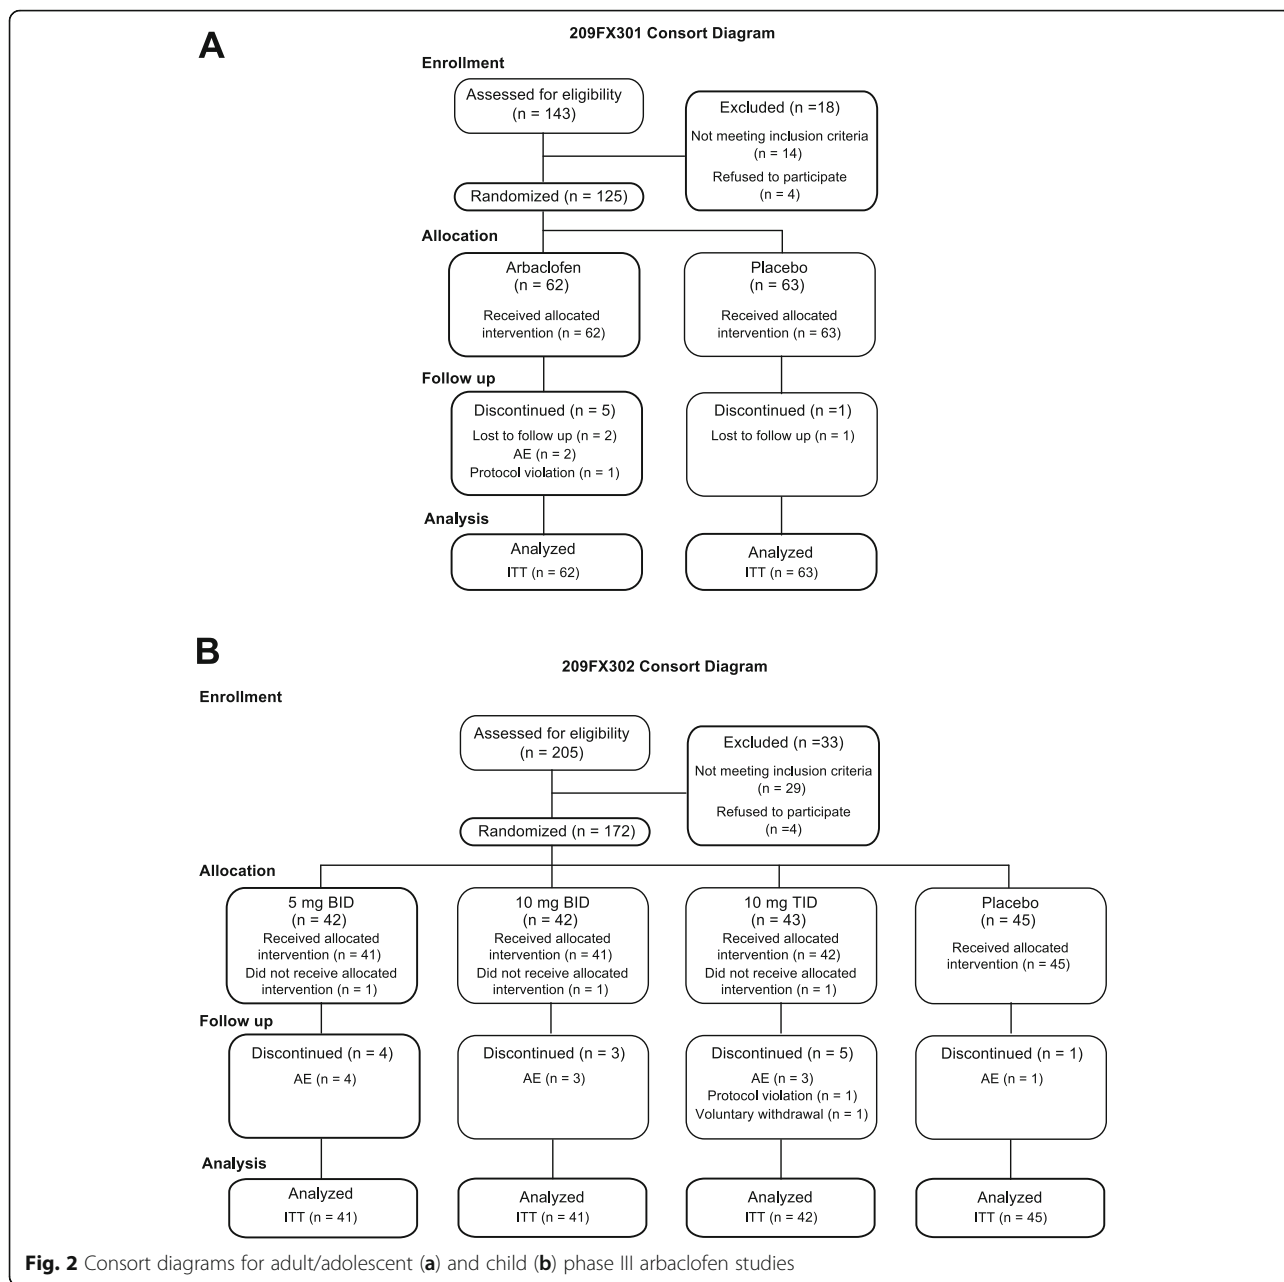 A
209FX301 Consort Diagram
Enrollment
Assessed for eligibility
(n = 143)
Excluded (n =18)
Not meeting inclusion criteria
(n = 14)
Refused to participate
(n = 4)
Randomized (n = 125)
Allocation
Arbaclofen
(n = 62)
Received allocated
intervention (n = 62)
Placebo
(n = 63)
Received allocated
intervention (n = 63)
Follow up
Discontinued (n = 5)
Lost to follow up (n = 2)
AE (n = 2)
Protocol violation (n = 1)
Discontinued (n =1)
Lost to follow up (n = 1)
Analysis
Analyzed
ITT (n = 62)
Analyzed
ITT (n = 63)
B
209FX302 Consort Diagram
Enrollment
Assessed for eligibility
(n = 205)
Excluded (n =33)
Not meeting inclusion criteria
(n = 29)
Refused to participate
(n =4)
Randomized (n = 172)
Allocation
5 mg BID
(n = 42)
Received allocated
intervention (n = 41)
Did not receive allocated
intervention (n = 1)
10 mg BID
(n = 42)
Received allocated
intervention (n = 41)
Did not receive allocated
intervention (n = 1)
10 mg TID
(n = 43)
Received allocated
intervention (n = 42)
Did not receive allocated
intervention (n = 1)
Placebo
(n = 45)
Received allocated
intervention (n = 45)
Follow up
Discontinued (n = 4)
AE (n = 4)
Discontinued (n = 3)
AE (n = 3)
Discontinued (n = 5)
AE (n = 3)
Protocol violation (n = 1)
Voluntary withdrawal (n = 1)
Discontinued (n = 1)
AE (n = 1)
Analysis
Analyzed
ITT (n = 41)
Analyzed
ITT (n = 41)
Analyzed
ITT (n = 42)
Analyzed
ITT (n = 45)
Fig. 2 Consort diagrams for adult/adolescent (a) and child (b) phase III arbaclofen studies